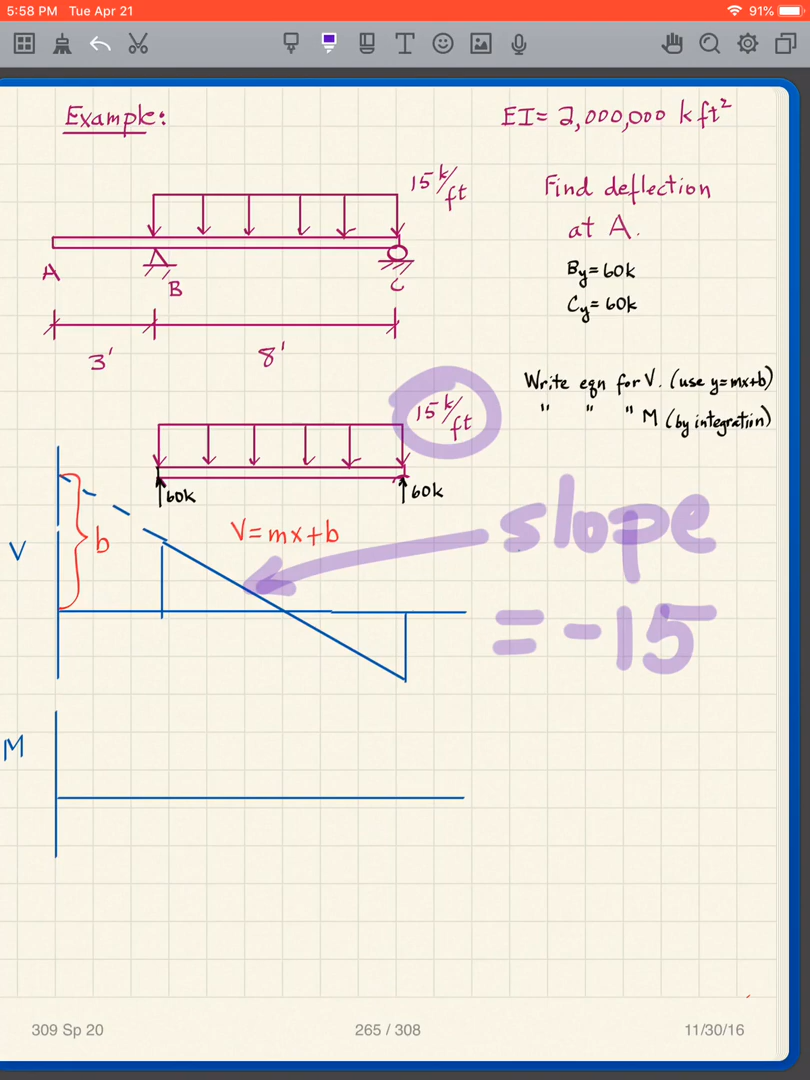 5:58 PM Tue Apr 21
91%
Example:
EI= 2,000,000 k ft²
15 k/ft
Find deflection
at A.
A
B
C
By=60k
Cy=60k
3'
8'
Write eqn for V. (use y=mx+b)
" " " M (by integration)
15 k/ft
60k
60k
V=mx+b
b
V
slope
= -15
M
309 Sp 20
265 / 308
11/30/16